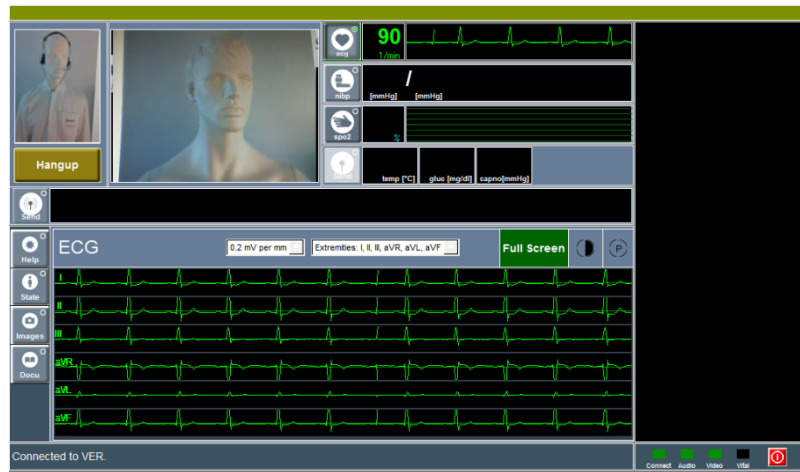 ecg
90
1/min
nibp
/
[mmHg] [mmHg]
spo2
%
temp [°C] gluc [mg/dl] capno[mmHg]
Hangup
Send
Help
ECG
0.2 mV per mm
Extremities: I, II, III, aVR, aVL, aVF
Full Screen
P
State
Images
Docu
I
II
III
aVR
aVL
aVF
Connected to VER.
Connect Audio Video Vital